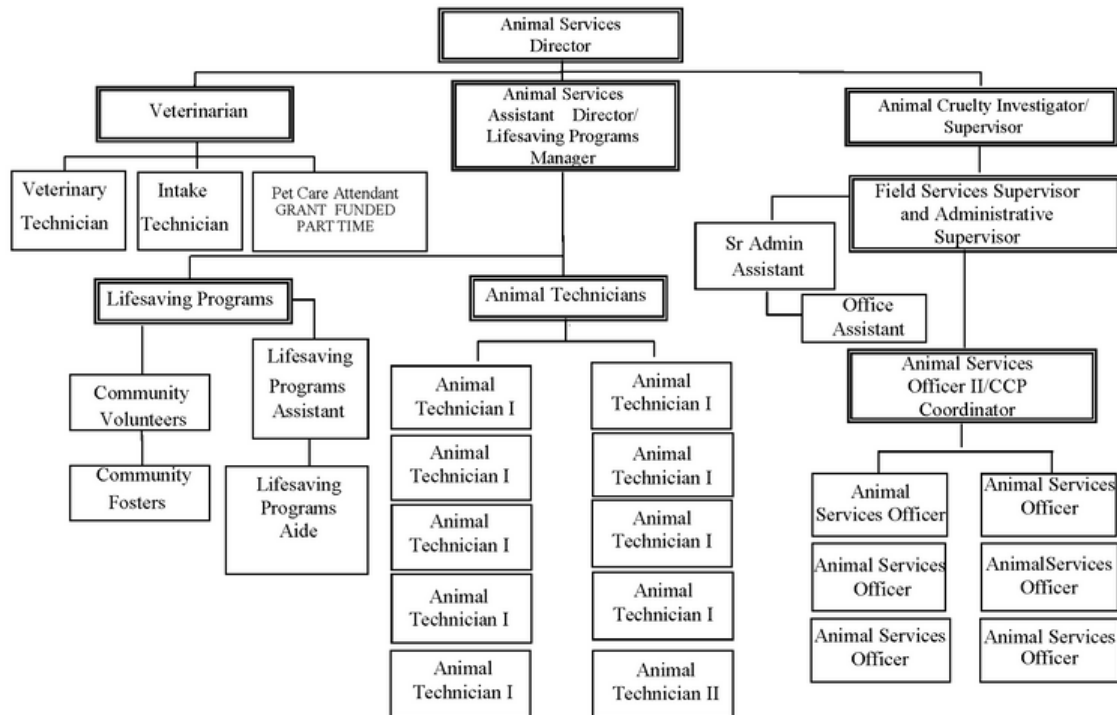 Animal Services
Director
Veterinarian
Animal Services
Assistant Director/
Lifesaving Programs
Manager
Animal Cruelty Investigator/
Supervisor
Veterinary
Technician
Intake
Technician
Pet Care Attendant
GRANT FUNDED
PART TIME
Field Services Supervisor
and Administrative
Supervisor
Sr Admin
Assistant
Office
Assistant
Lifesaving Programs
Animal Technicians
Animal Services
Officer II/CCP
Coordinator
Community
Volunteers
Community
Fosters
Lifesaving
Programs
Assistant
Lifesaving
Programs
Aide
Animal
Technician I
Animal
Technician I
Animal
Technician I
Animal
Technician I
Animal
Technician I
Animal
Technician I
Animal
Technician I
Animal
Technician I
Animal
Technician I
Animal
Technician II
Animal
Services Officer
Animal Services
Officer
Animal Services
Officer
AnimalServices
Officer
Animal Services
Officer
Animal Services
Officer